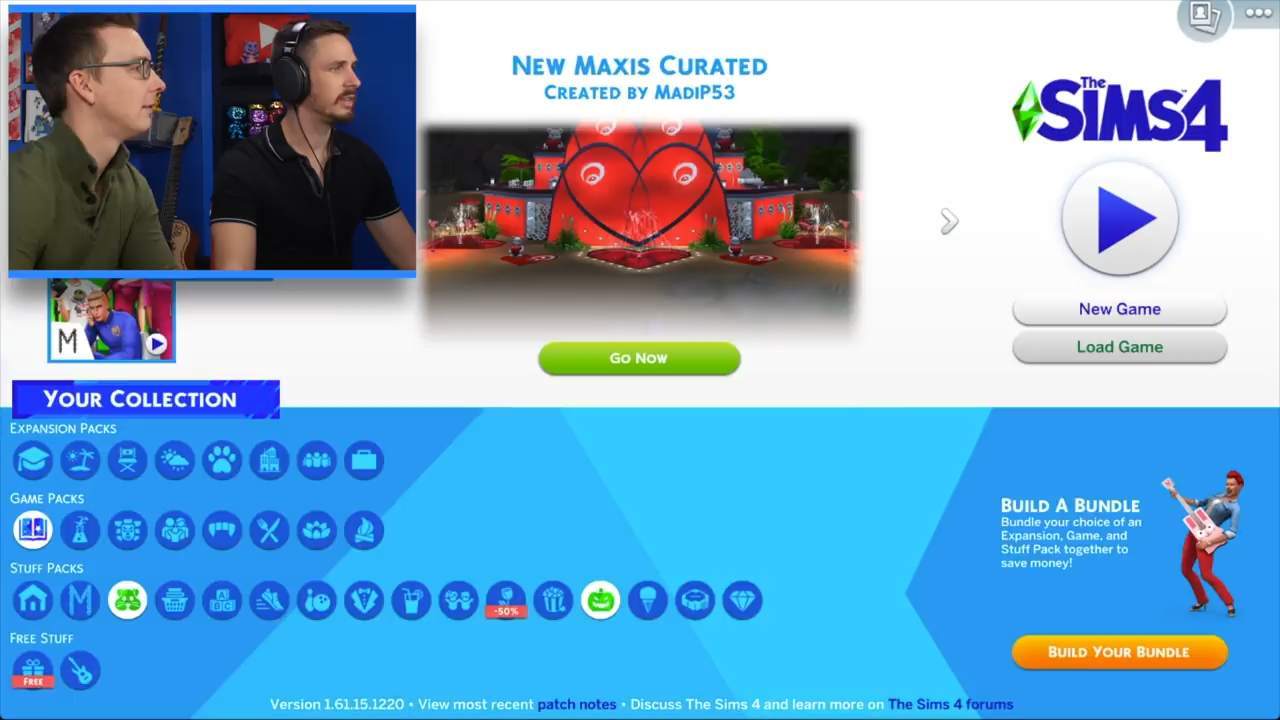 NEW MAXIS CURATED
CREATED BY MADIP53
THE SIMS 4
New Game
Load Game
M
GO NOW
YOUR COLLECTION
EXPANSION PACKS
GAME PACKS
STUFF PACKS
M
ABC
-50%
FREE STUFF
FREE
BUILD A BUNDLE
Bundle your choice of an
Expansion, Game, and
Stuff Pack together to
save money!
BUILD YOUR BUNDLE
Version 1.61.15.1220 • View most recent patch notes • Discuss The Sims 4 and learn more on The Sims 4 forums